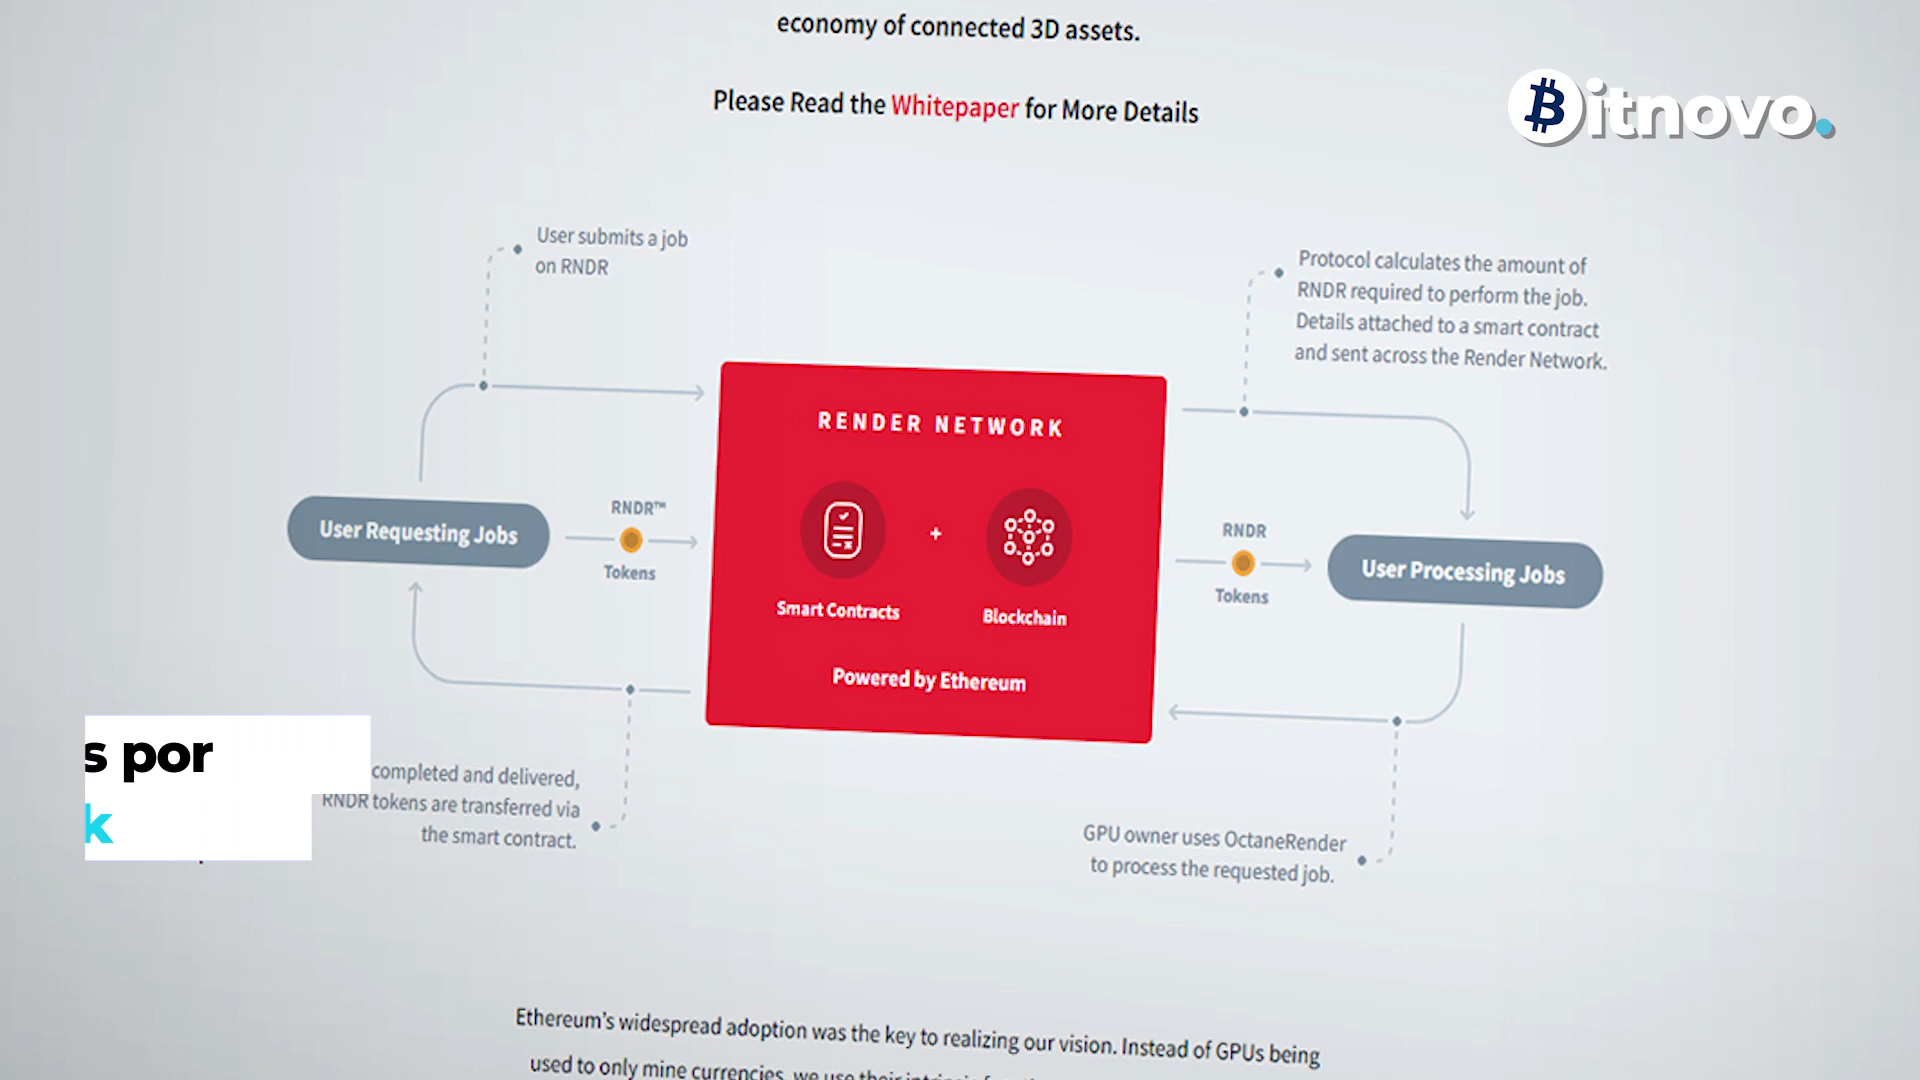 economy of connected 3D assets.
Please Read the Whitepaper for More Details
Bitnovo.
User submits a job
on RNDR
Protocol calculates the amount of
RNDR required to perform the job.
Details attached to a smart contract
and sent across the Render Network.
RENDER NETWORK
User Requesting Jobs
RNDR™
Tokens
+
Smart Contracts
Blockchain
Powered by Ethereum
RNDR
Tokens
User Processing Jobs
s por
k
completed and delivered,
RNDR tokens are transferred via
the smart contract.
GPU owner uses OctaneRender
to process the requested job.
Ethereum's widespread adoption was the key to realizing our vision. Instead of GPUs being
used to only mine currencies, we use their